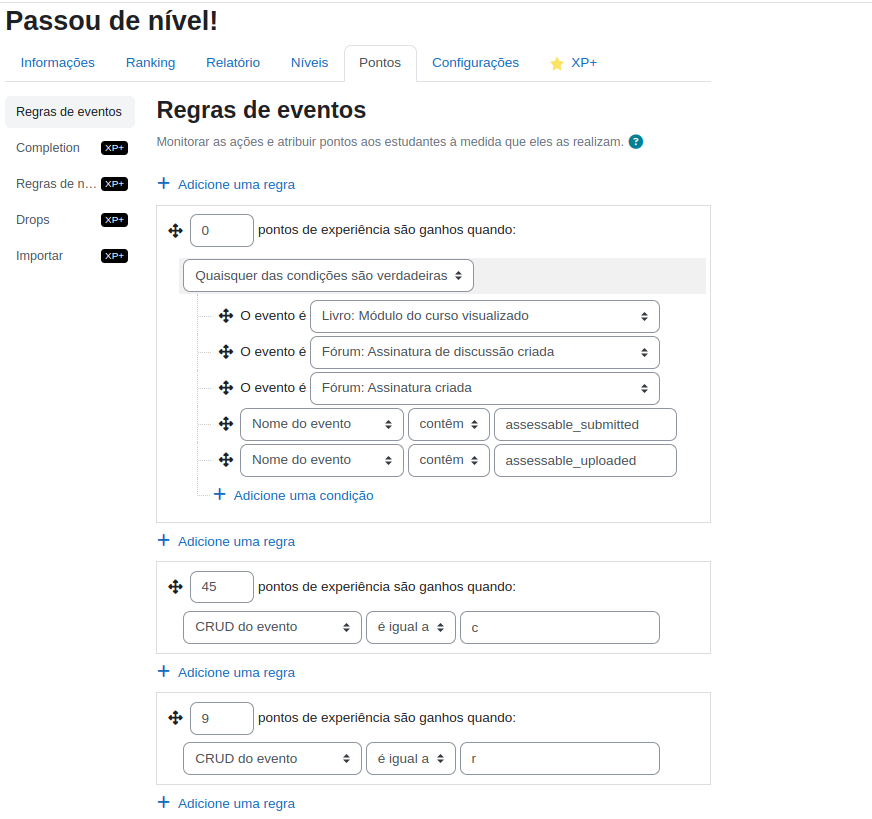 Passou de nível!
Informações Ranking Relatório Níveis Pontos Configurações XP+
Regras de eventos
Completion XP+
Regras de n... XP+
Drops XP+
Importar XP+
Regras de eventos
Monitorar as ações e atribuir pontos aos estudantes à medida que eles as realizam. ?
+ Adicione uma regra
0 pontos de experiência são ganhos quando:
Quaisquer das condições são verdadeiras
O evento é Livro: Módulo do curso visualizado
O evento é Fórum: Assinatura de discussão criada
O evento é Fórum: Assinatura criada
Nome do evento contêm assessable_submitted
Nome do evento contêm assessable_uploaded
+ Adicione uma condição
+ Adicione uma regra
45 pontos de experiência são ganhos quando:
CRUD do evento é igual a c
+ Adicione uma regra
9 pontos de experiência são ganhos quando:
CRUD do evento é igual a r
+ Adicione uma regra